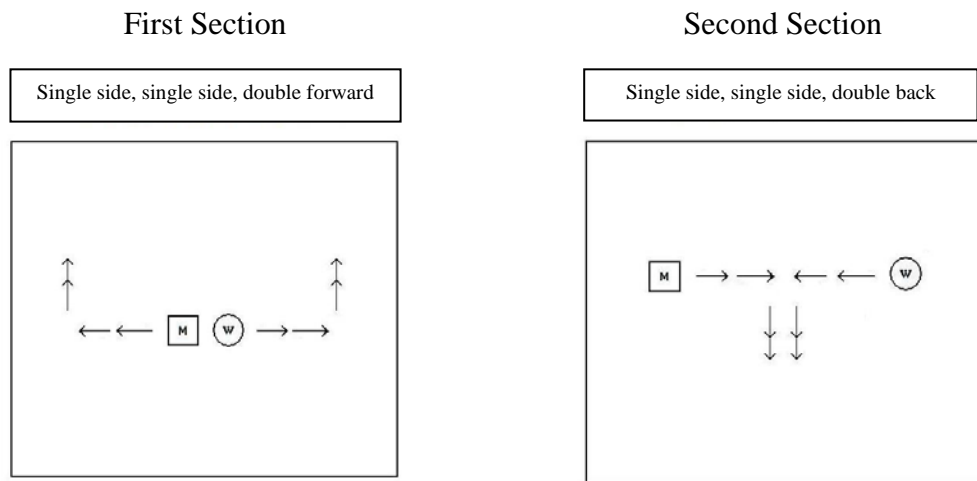 First Section
Second Section
Single side, single side, double forward
Single side, single side, double back
M W
M W